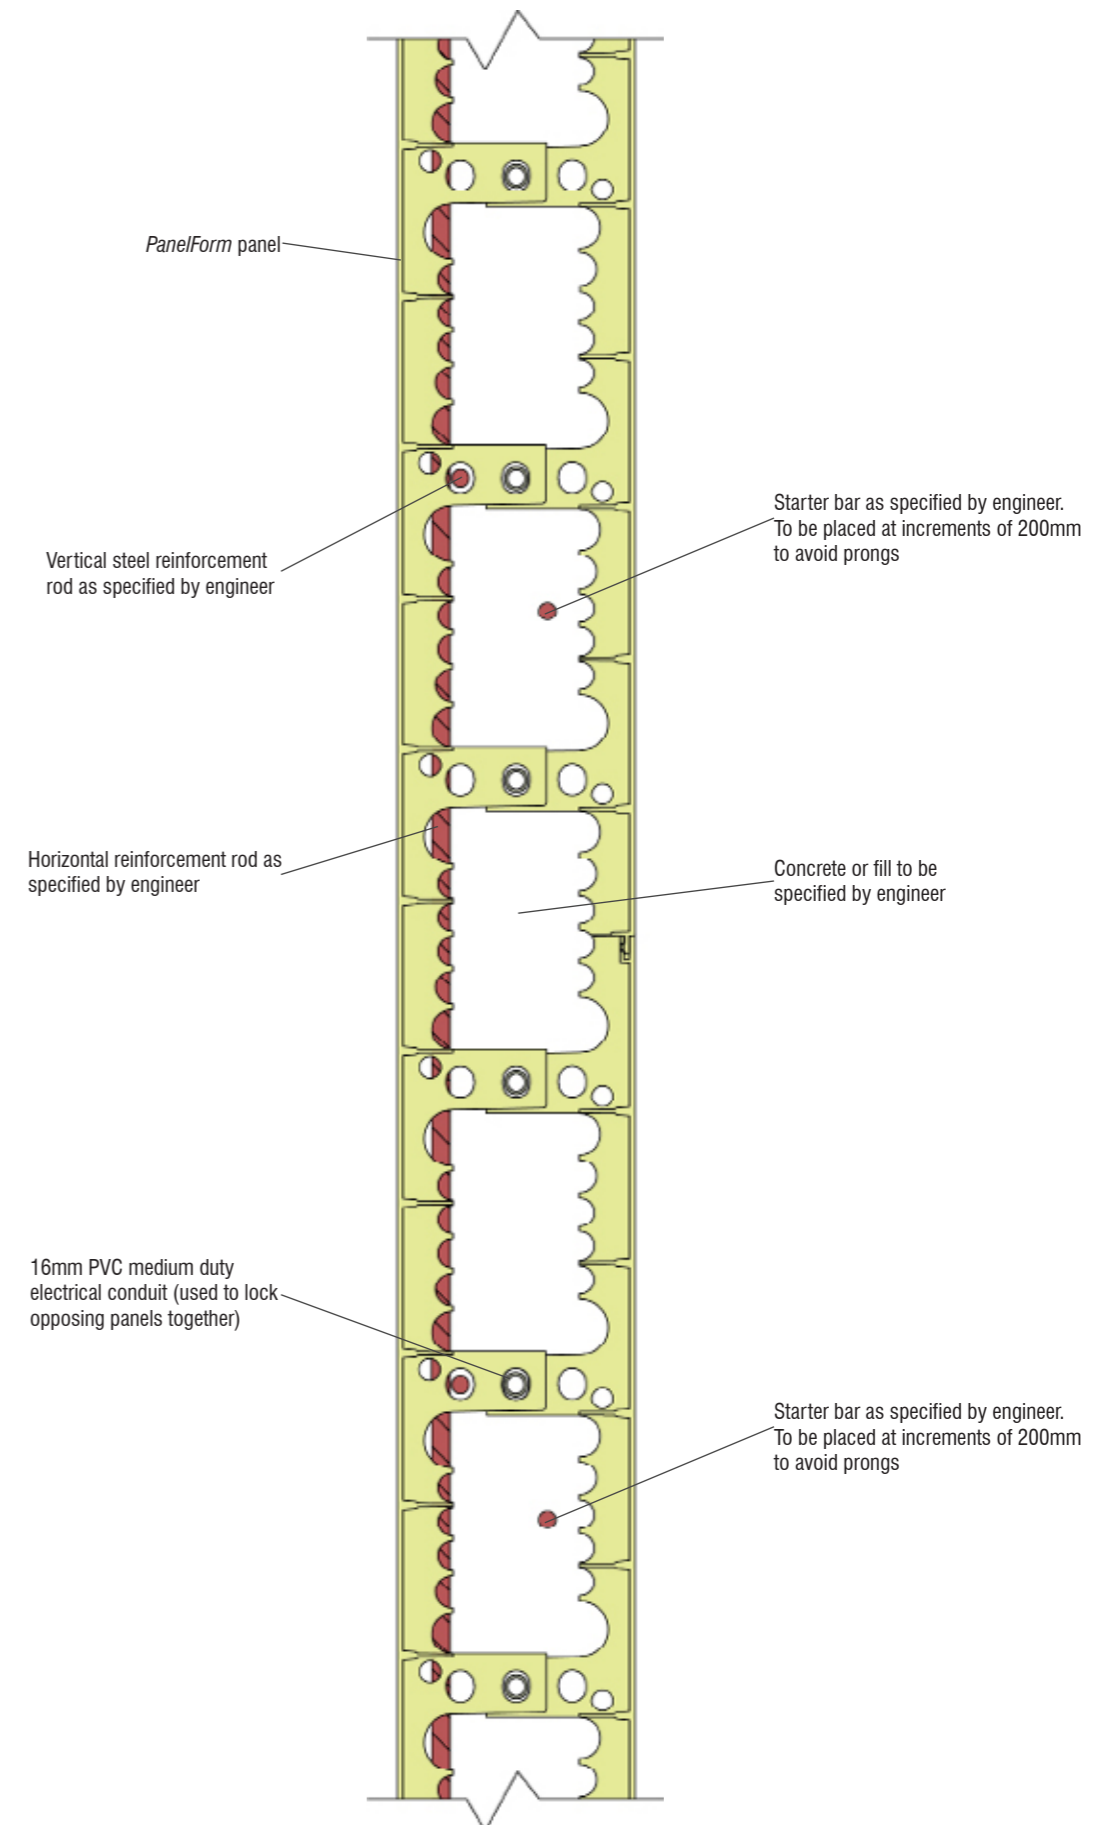 PanelForm panel
Starter bar as specified by engineer.
To be placed at increments of 200mm
to avoid prongs
Vertical steel reinforcement
rod as specified by engineer
Horizontal reinforcement rod as
specified by engineer
Concrete or fill to be
specified by engineer
16mm PVC medium duty
electrical conduit (used to lock
opposing panels together)
Starter bar as specified by engineer.
To be placed at increments of 200mm
to avoid prongs